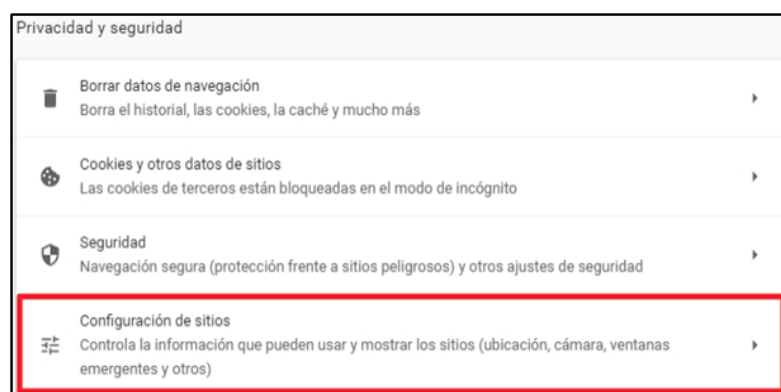 Privacidad y seguridad
Borrar datos de navegación
Borra el historial, las cookies, la caché y mucho más
Cookies y otros datos de sitios
Las cookies de terceros están bloqueadas en el modo de incógnito
Seguridad
Navegación segura (protección frente a sitios peligrosos) y otros ajustes de seguridad
Configuración de sitios
Controla la información que pueden usar y mostrar los sitios (ubicación, cámara, ventanas
emergentes y otros)